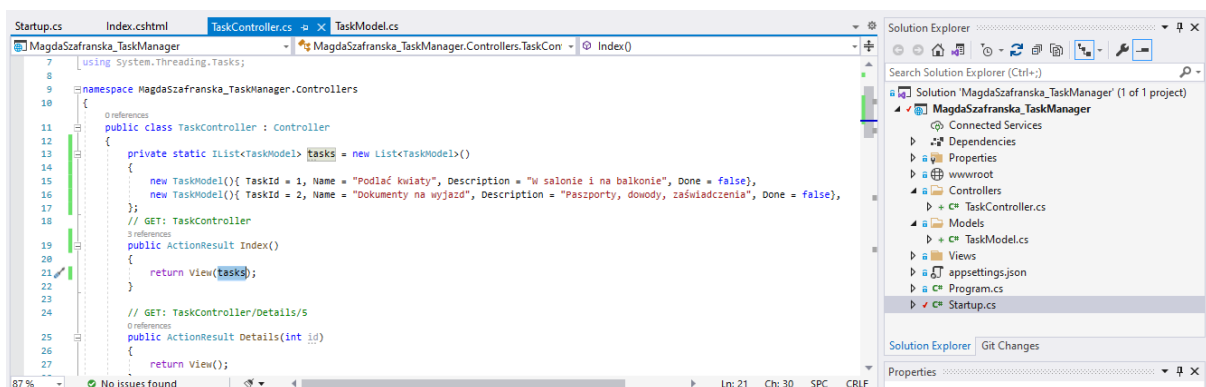 Startup.cs Index.cshtml TaskController.cs TaskModel.cs
MagdaSzafranska_TaskManager MagdaSzafranska_TaskManager.Controllers.TaskCon Index()
7 using System.Threading.Tasks;
8
9 namespace MagdaSzafranska_TaskManager.Controllers
10 {
0 references
11 public class TaskController : Controller
12 {
13 private static IList<TaskModel> tasks = new List<TaskModel>()
14 {
15 new TaskModel(){ TaskId = 1, Name = "Podlać kwiaty", Description = "W salonie i na balkonie", Done = false},
16 new TaskModel(){ TaskId = 2, Name = "Dokumenty na wyjazd", Description = "Paszporty, dowody, zaświadczenia", Done = false},
17 };
18 // GET: TaskController
3 references
19 public ActionResult Index()
20 {
21 return View(tasks);
22 }
23
24 // GET: TaskController/Details/5
0 references
25 public ActionResult Details(int id)
26 {
27 return View();
87 % No issues found Ln: 21 Ch: 30 SPC CRLF
Solution Explorer
Search Solution Explorer (Ctrl+;)
Solution 'MagdaSzafranska_TaskManager' (1 of 1 project)
MagdaSzafranska_TaskManager
Connected Services
Dependencies
Properties
wwwroot
Controllers
C# TaskController.cs
Models
C# TaskModel.cs
Views
appsettings.json
C# Program.cs
C# Startup.cs
Solution Explorer Git Changes
Properties